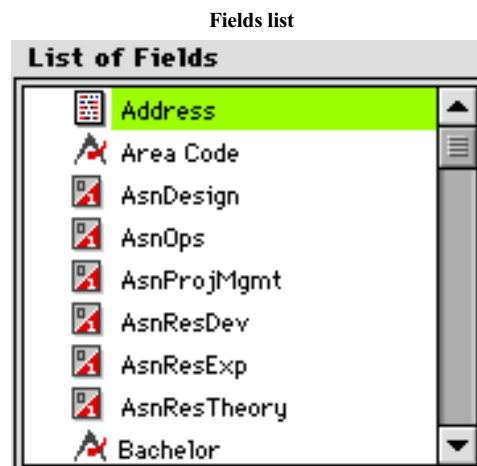 Fields list
List of Fields
Address
Area Code
AsnDesign
AsnOps
AsnProjMgmt
AsnResDev
AsnResExp
AsnResTheory
Bachelor